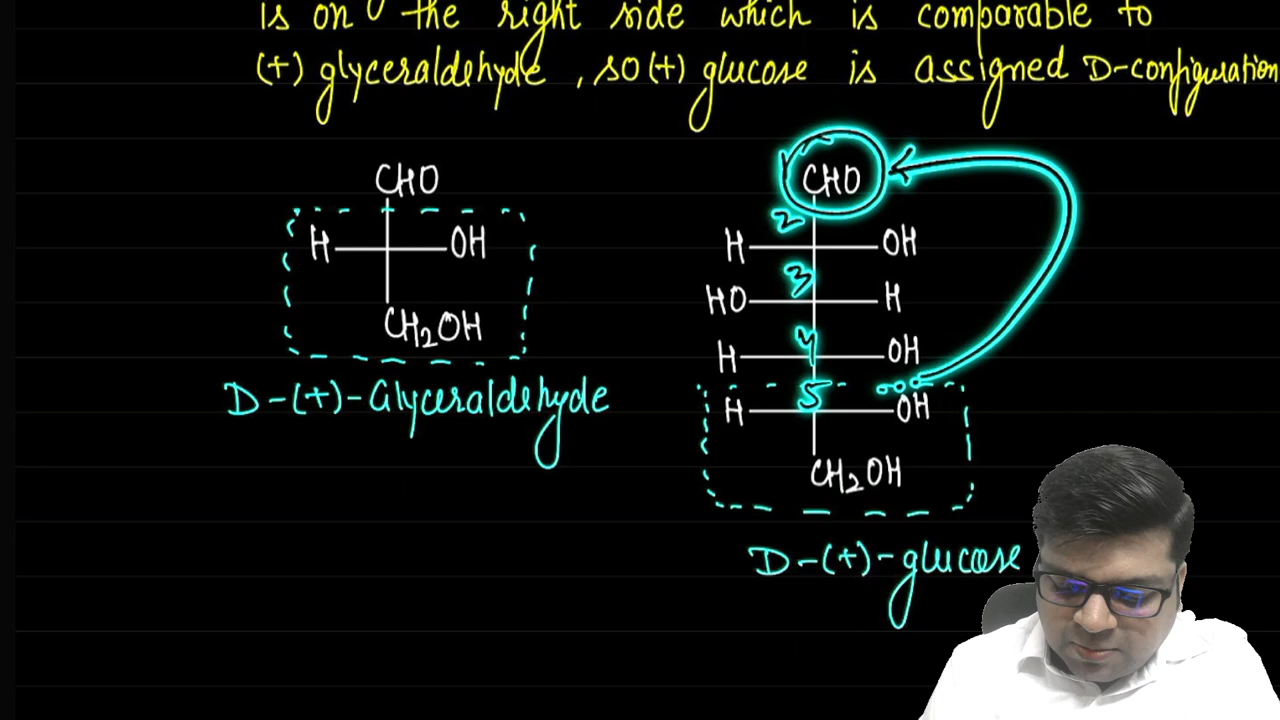 is on the right side which is comparable to
(+) glyceraldehyde, so (+) glucose is assigned D-configuration
CHO
H OH
CH2OH
D-(+)-Glyceraldehyde
CHO
2
H OH
3
HO H
4
H OH
5
H OH
CH2OH
D-(+)-glucose